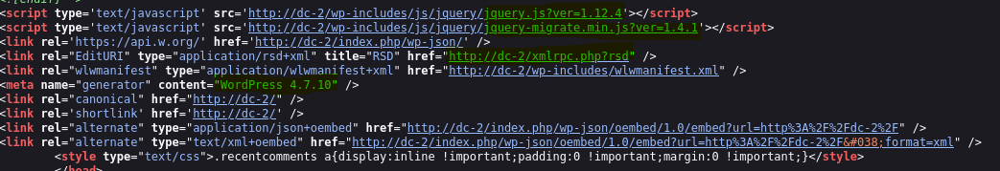 <script type='text/javascript' src='http://dc-2/wp-includes/js/jquery/jquery.js?ver=1.12.4'></script>
<script type='text/javascript' src='http://dc-2/wp-includes/js/jquery/jquery-migrate.min.js?ver=1.4.1'></script>
<link rel='https://api.w.org/' href='http://dc-2/index.php/wp-json/' />
<link rel="EditURI" type="application/rsd+xml" title="RSD" href="http://dc-2/xmlrpc.php?rsd" />
<link rel="wlwmanifest" type="application/wlwmanifest+xml" href="http://dc-2/wp-includes/wlwmanifest.xml" />
<meta name="generator" content="WordPress 4.7.10" />
<link rel="canonical" href="http://dc-2/" />
<link rel='shortlink' href='http://dc-2/' />
<link rel="alternate" type="application/json+oembed" href="http://dc-2/index.php/wp-json/oembed/1.0/embed?url=http%3A%2F%2Fdc-2%2F" />
<link rel="alternate" type="text/xml+oembed" href="http://dc-2/index.php/wp-json/oembed/1.0/embed?url=http%3A%2F%2Fdc-2%2F&#038;format=xml" />
<style type="text/css">.recentcomments a{display:inline !important;padding:0 !important;margin:0 !important;}</style>
</head>